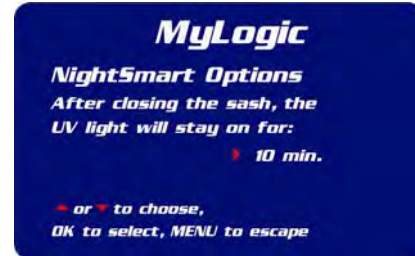 MyLogic
NightSmart Options
After closing the sash, the
UV light will stay on for:
10 min.
or to choose,
OK to select, MENU to escape